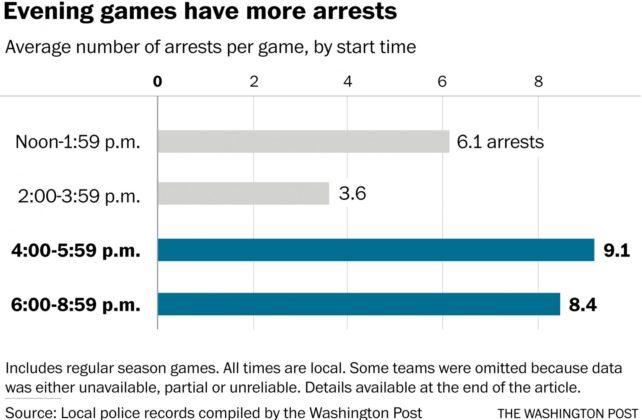 Evening games have more arrests
Average number of arrests per game, by start time
0 2 4 6 8
Noon-1:59 p.m. 6.1 arrests
2:00-3:59 p.m. 3.6
4:00-5:59 p.m. 9.1
6:00-8:59 p.m. 8.4
Includes regular season games. All times are local. Some teams were omitted because data
was either unavailable, partial or unreliable. Details available at the end of the article.
Source: Local police records compiled by the Washington Post THE WASHINGTON POST